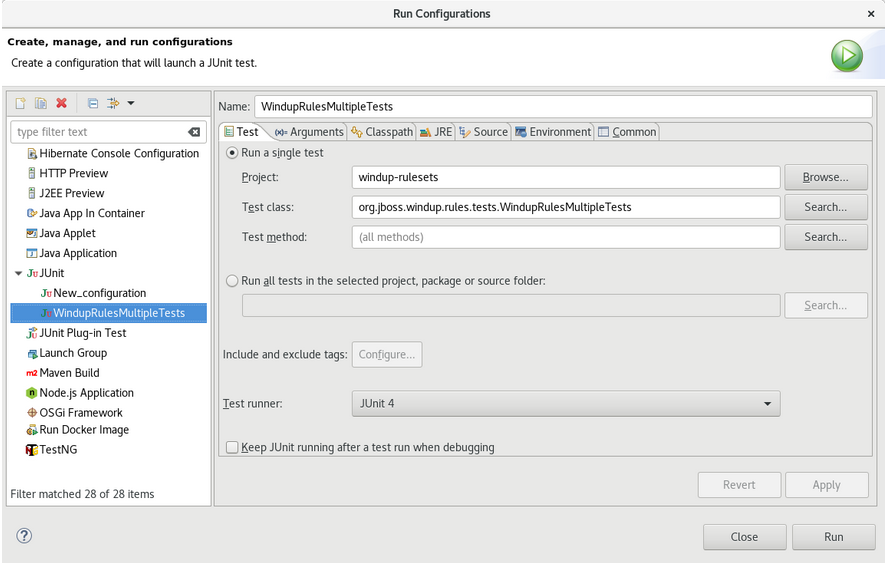 Run Configurations
Create, manage, and run configurations
Create a configuration that will launch a JUnit test.
type filter text
Hibernate Console Configuration
HTTP Preview
J2EE Preview
Java App In Container
Java Applet
Java Application
JUnit
New_configuration
WindupRulesMultipleTests
JUnit Plug-in Test
Launch Group
Maven Build
Node.js Application
OSGi Framework
Run Docker Image
TestNG
Filter matched 28 of 28 items
Name: WindupRulesMultipleTests
Test Arguments Classpath JRE Source Environment Common
Run a single test
Project: windup-rulesets Browse...
Test class: org.jboss.windup.rules.tests.WindupRulesMultipleTests Search...
Test method: (all methods) Search...
Run all tests in the selected project, package or source folder:
Search...
Include and exclude tags: Configure...
Test runner: JUnit 4
Keep JUnit running after a test run when debugging
Revert Apply
Close Run